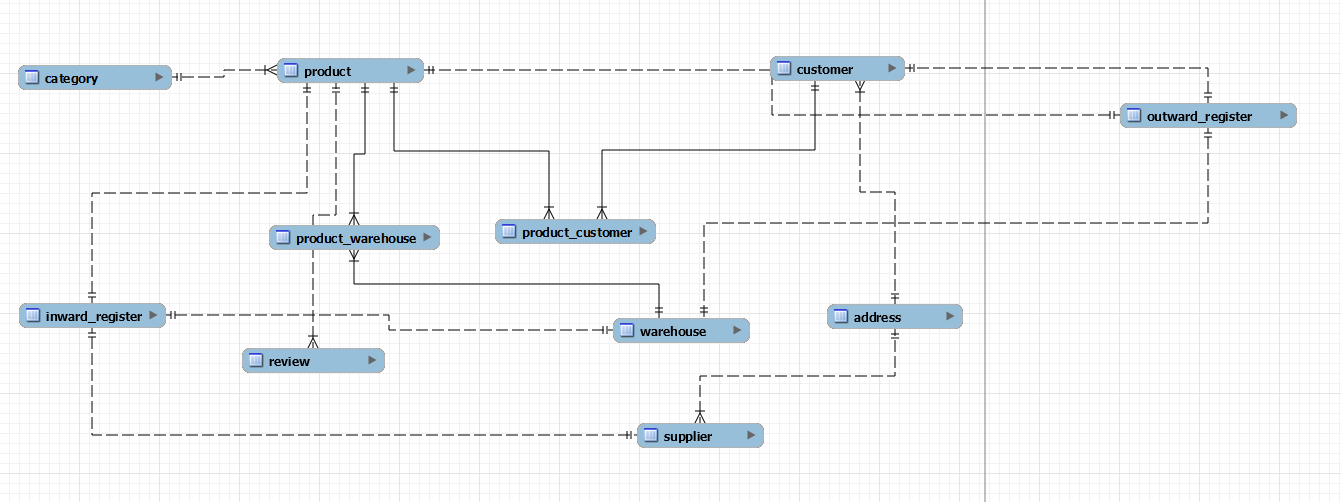 category
product
customer
outward_register
product_warehouse
product_customer
inward_register
warehouse
address
review
supplier